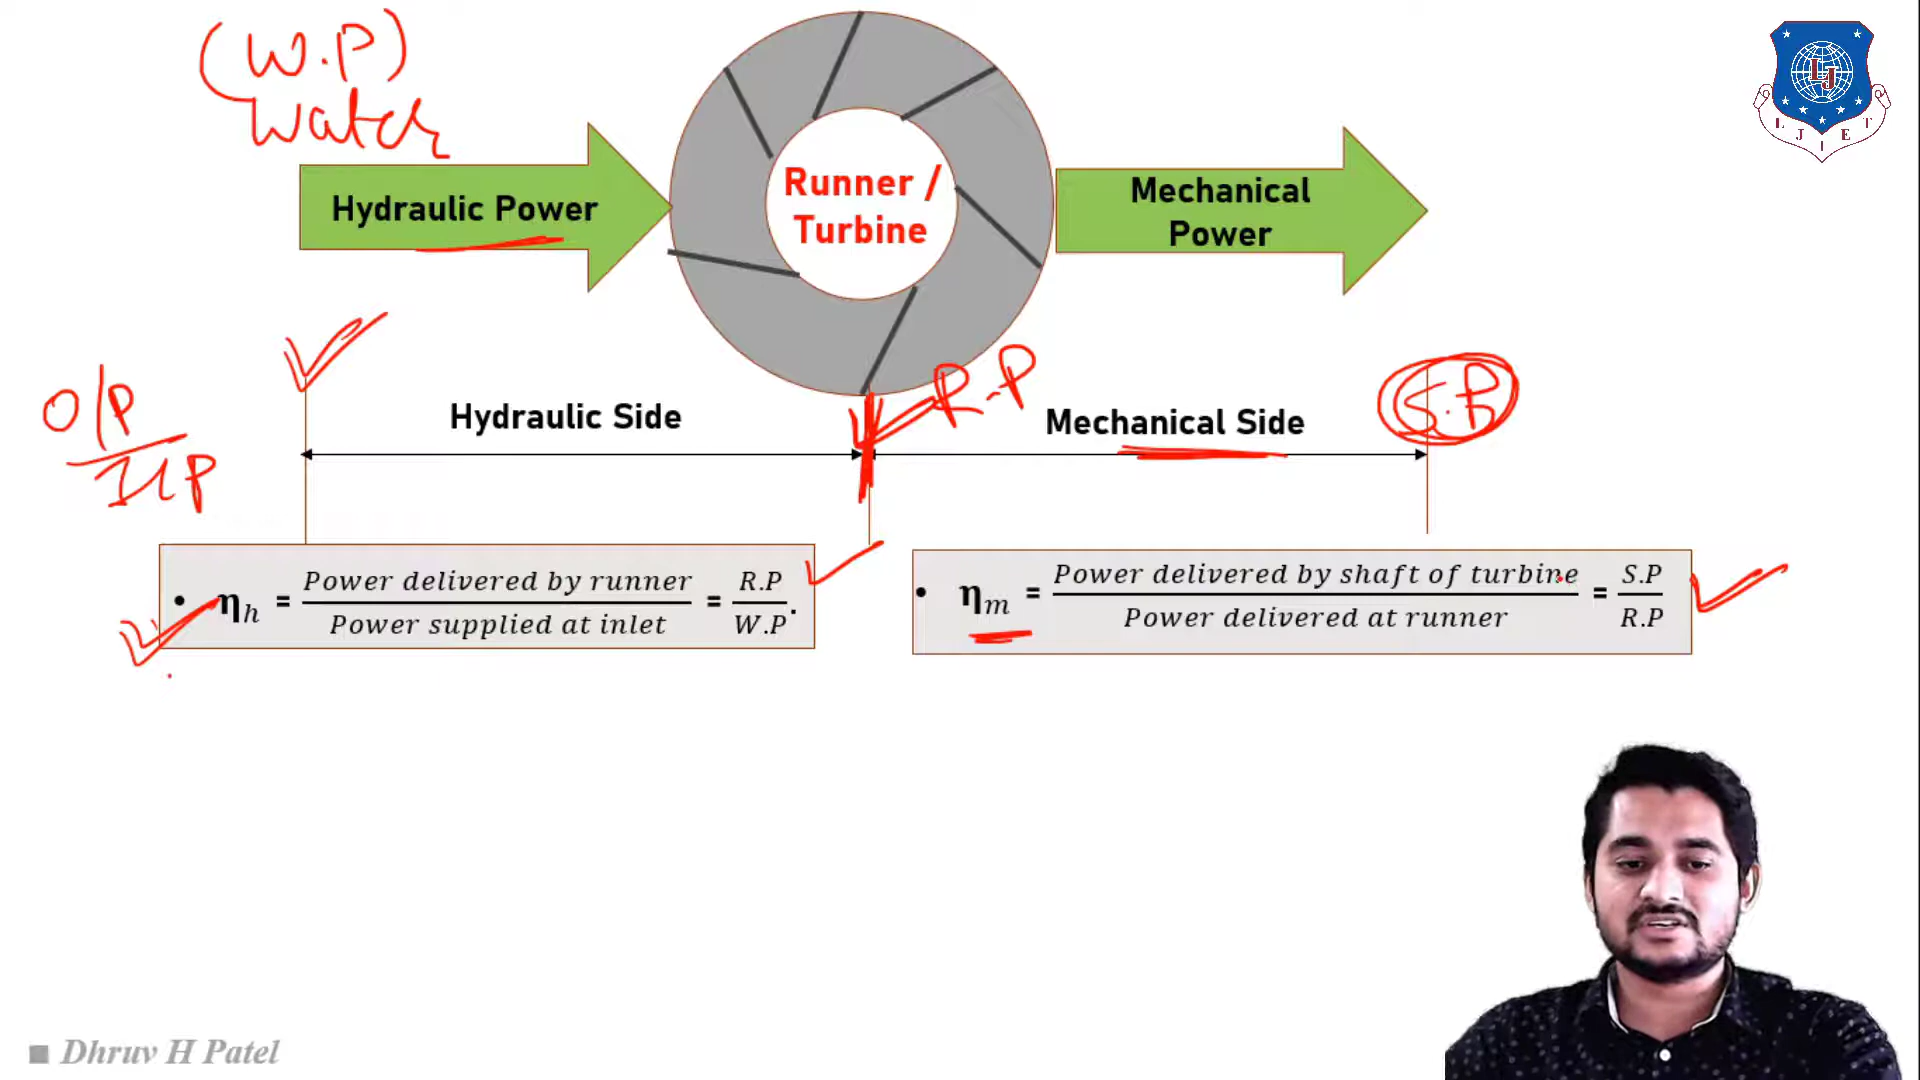 (W.P)
Water
Hydraulic Power
Runner /
Turbine
Mechanical
Power
L J I E T
LJ
O/P
I/P
Hydraulic Side
R.P
Mechanical Side
S.P
• ηh = Power delivered by runner / Power supplied at inlet = R.P / W.P.
• ηm = Power delivered by shaft of turbine / Power delivered at runner = S.P / R.P
■ Dhruv H Patel